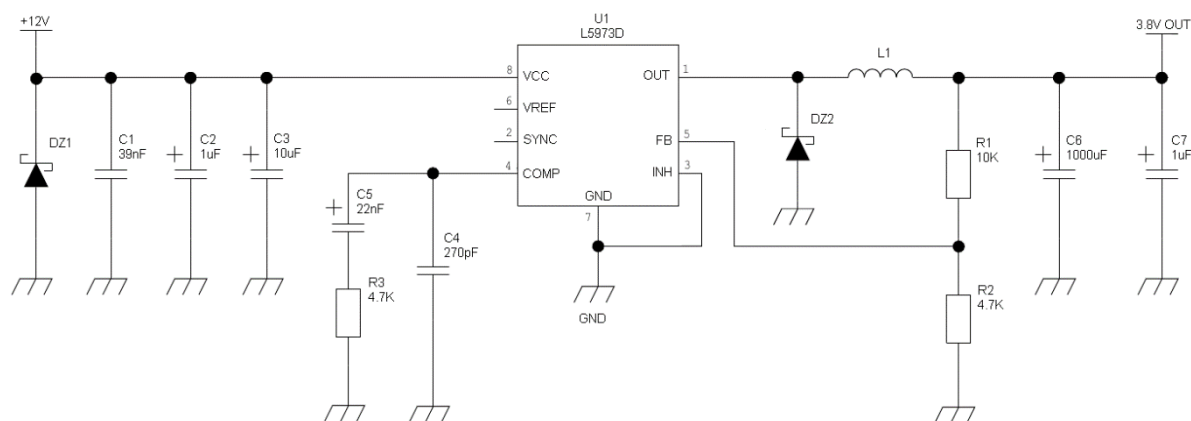 +12V
U1
L5973D
3.8V OUT
DZ1
C1
39nF
C2
1uF
C3
10uF
8
VCC
6
VREF
2
SYNC
4
COMP
OUT
1
FB
5
INH
3
GND
7
GND
C5
22nF
C4
270pF
R3
4.7K
DZ2
L1
R1
10K
R2
4.7K
C6
1000uF
C7
1uF